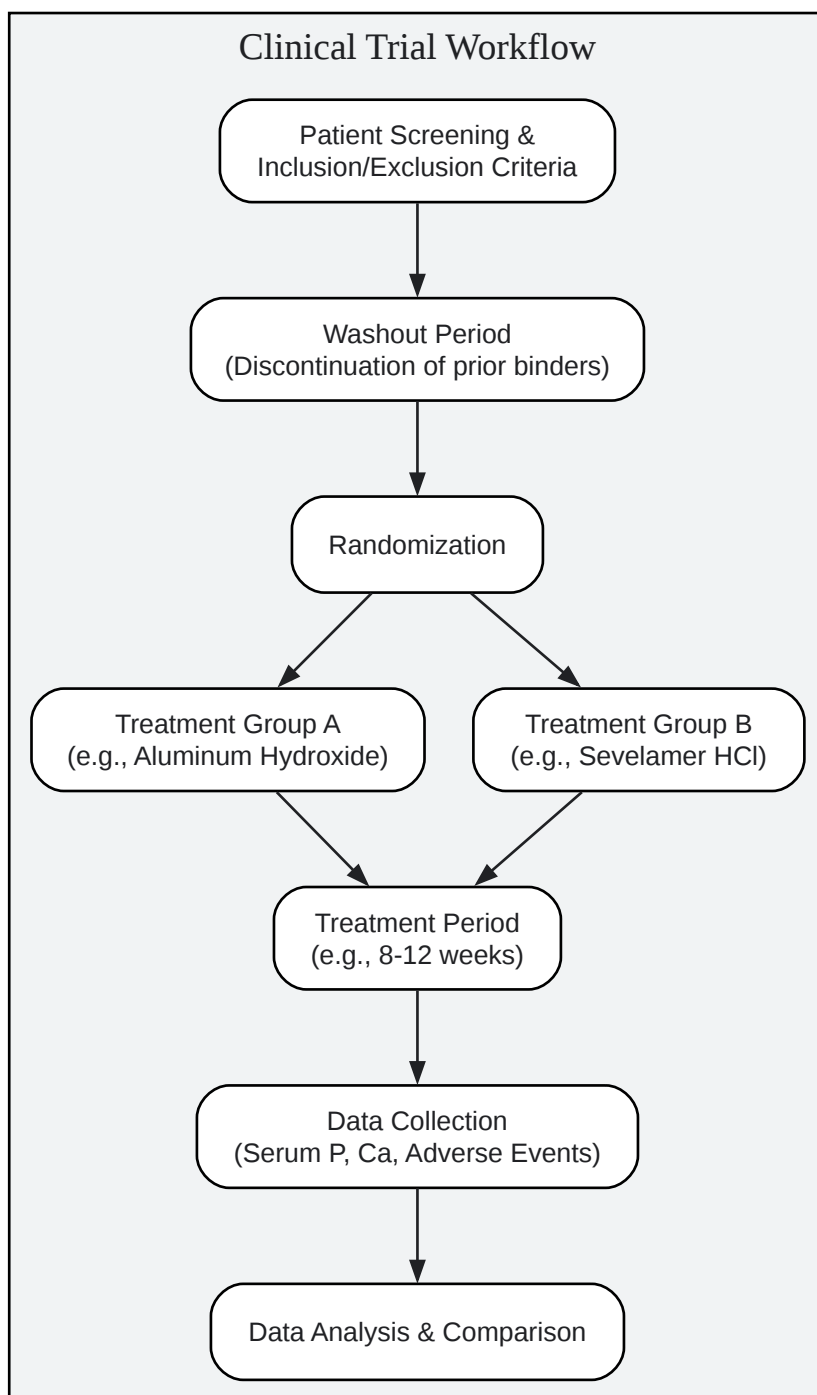 Clinical Trial Workflow
Patient Screening &
Inclusion/Exclusion Criteria
Washout Period
(Discontinuation of prior binders)
Randomization
Treatment Group A
(e.g., Aluminum Hydroxide)
Treatment Group B
(e.g., Sevelamer HCl)
Treatment Period
(e.g., 8-12 weeks)
Data Collection
(Serum P, Ca, Adverse Events)
Data Analysis & Comparison